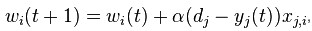 w_i(t + 1) = w_i(t) + α(d_j − y_j(t))x_{j,i},